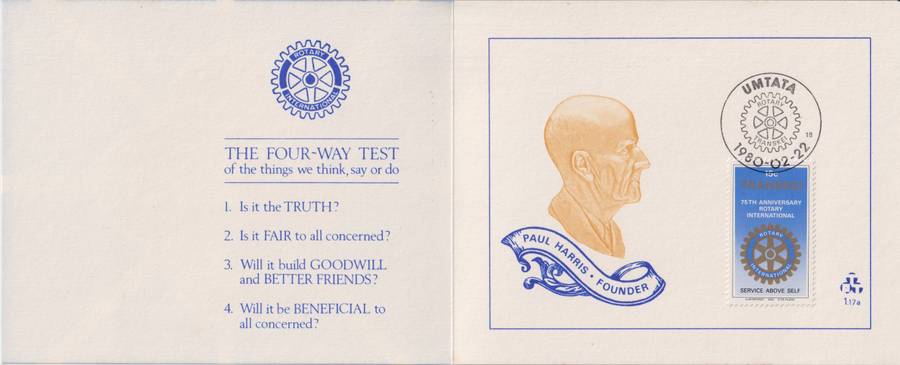 ROTARY
INTERNATIONAL
THE FOUR-WAY TEST
of the things we think, say or do
1. Is it the TRUTH?
2. Is it FAIR to all concerned?
3. Will it build GOODWILL
and BETTER FRIENDS?
4. Will it be BENEFICIAL to
all concerned?
PAUL HARRIS • FOUNDER
UMTATA
ROTARY
TRANSKEI
18
1980-02-22
15c
TRANSKEI
75TH ANNIVERSARY
ROTARY
INTERNATIONAL
ROTARY
INTERNATIONAL
SERVICE ABOVE SELF
1.17a